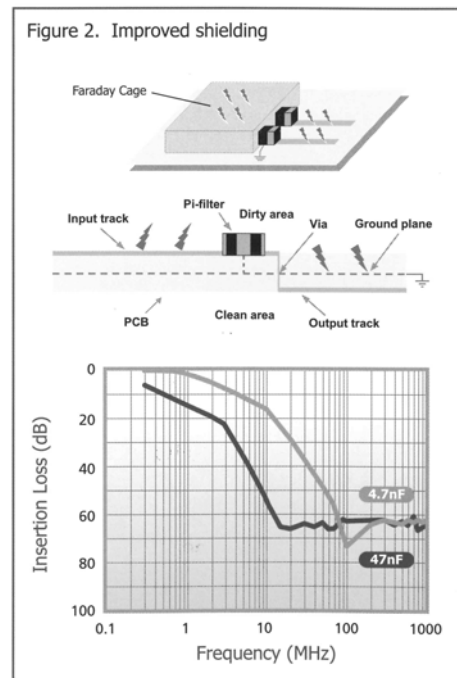 Figure 2. Improved shielding
Faraday Cage
Pi-filter
Dirty area
Input track
Via
Ground plane
PCB
Clean area
Output track
Insertion Loss (dB)
0
20
40
60
80
100
4.7nF
47nF
0.1
1
10
100
1000
Frequency (MHz)